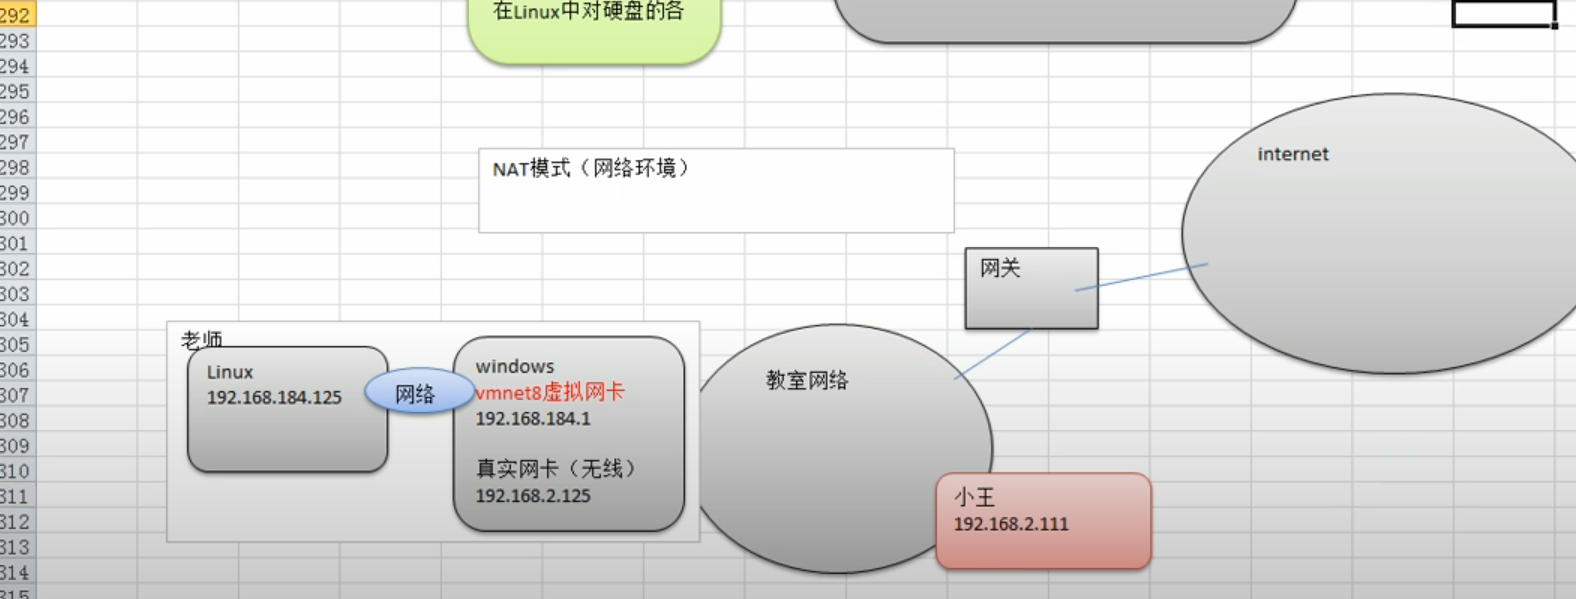 292
293
294
295
296
297
298
299
300
301
302
303
304
305
306
307
308
309
310
311
312
313
314
315
在Linux中对硬盘的各
NAT模式（网络环境）
internet
网关
老师
Linux
192.168.184.125
网络
windows
vmnet8虚拟网卡
192.168.184.1
真实网卡（无线）
192.168.2.125
教室网络
小王
192.168.2.111